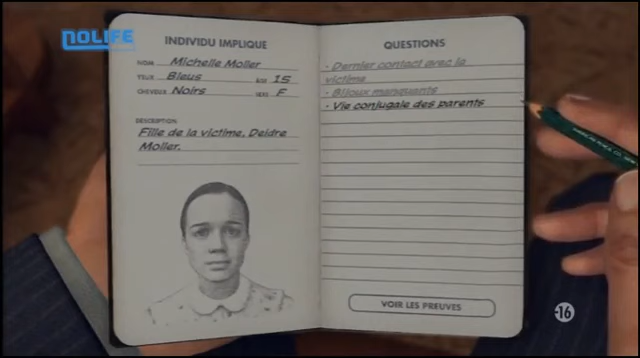 NOLIFE
INDIVIDU IMPLIQUE
NOM Michelle Moller
YEUX Bleus AGE 15
CHEVEUX Noirs SEXE F
DESCRIPTION
Fille de la victime, Deidre
Moller.
QUESTIONS
- Dernier contact avec la
victime
- Bijoux manquants
- Vie conjugale des parents
VOIR LES PREUVES
-16